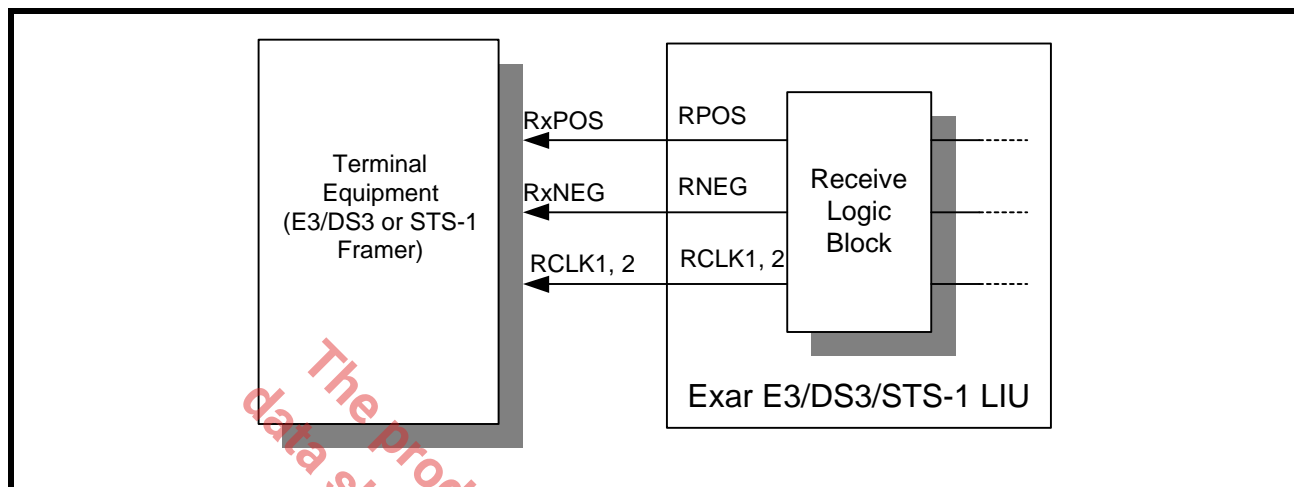 RxPOS
RPOS
Terminal
Equipment
(E3/DS3 or STS-1
Framer)
RxNEG
RNEG
Receive
Logic
Block
RCLK1, 2
RCLK1, 2
Exar E3/DS3/STS-1 LIU
The prod
data s